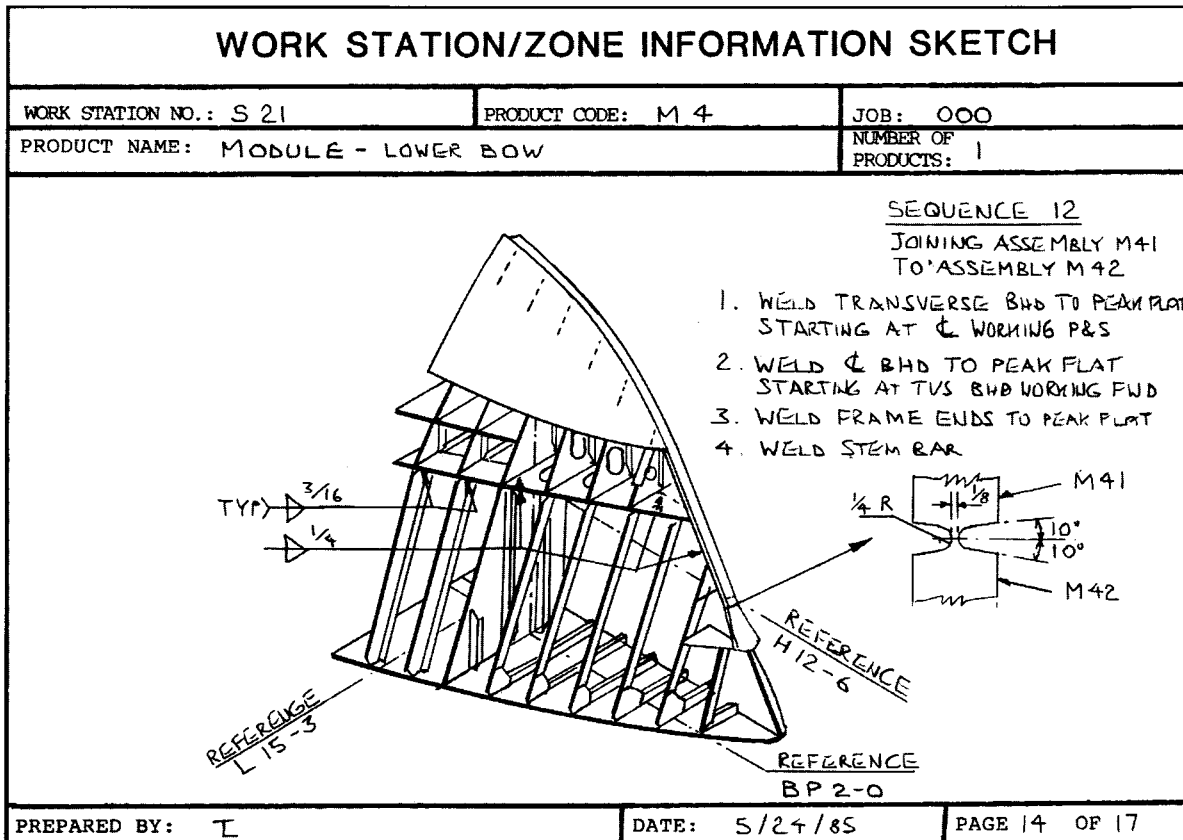 WORK STATION/ZONE INFORMATION SKETCH
WORK STATION NO.: S 21
PRODUCT CODE: M 4
JOB: 000
PRODUCT NAME: MODULE - LOWER BOW
NUMBER OF
PRODUCTS: 1
SEQUENCE 12
JOINING ASSEMBLY M41
TO ASSEMBLY M42
1. WELD TRANSVERSE BHD TO PEAK FLAT
STARTING AT ℄ WORKING P&S
2. WELD ℄ BHD TO PEAK FLAT
STARTING AT TVS BHD WORKING FWD
3. WELD FRAME ENDS TO PEAK FLAT
4. WELD STEM BAR
TYP
3/16
1/4
1/4 R
1/8
M41
10°
10°
M42
REFERENCE
H 12-6
REFERENCE
L 15-3
REFERENCE
BP 2-0
PREPARED BY: I
DATE: 5/24/85
PAGE 14 OF 17